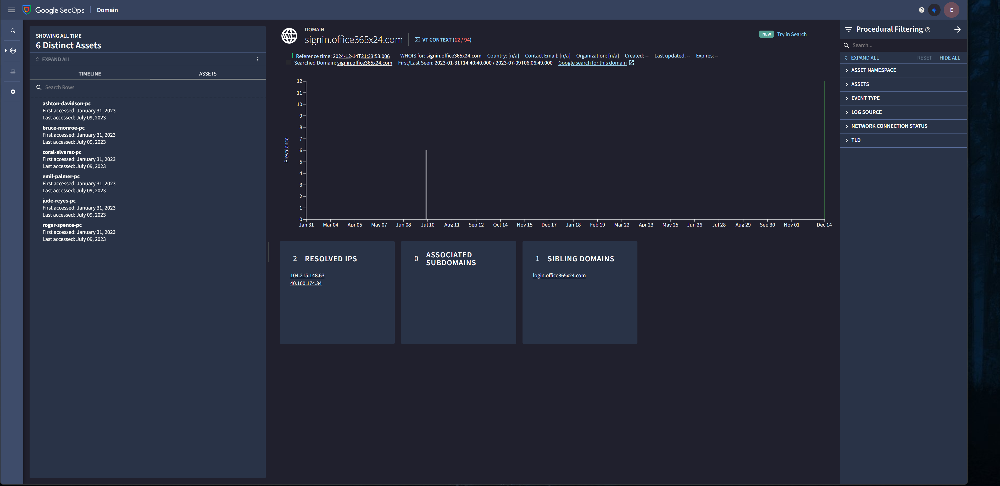 Google SecOps | Domain
E
SHOWING ALL TIME
6 Distinct Assets
EXPAND ALL
TIMELINE
ASSETS
Search Rows
ashton-davidson-pc
First accessed: January 31, 2023
Last accessed: July 09, 2023
bruce-monroe-pc
First accessed: January 31, 2023
Last accessed: July 09, 2023
coral-alvarez-pc
First accessed: January 31, 2023
Last accessed: July 09, 2023
emil-palmer-pc
First accessed: January 31, 2023
Last accessed: July 09, 2023
jude-reyes-pc
First accessed: January 31, 2023
Last accessed: July 09, 2023
roger-spence-pc
First accessed: January 31, 2023
Last accessed: July 09, 2023
WWW
DOMAIN
signin.office365x24.com
VT CONTEXT (12 / 94)
NEW Try in Search
Reference time: 2024-12-14T21:33:53.006 WHOIS for: signin.office365x24.com Country: [n/a] Contact Email: [n/a] Organization: [n/a] Created: -- Last updated: -- Expires: --
Searched Domain: signin.office365x24.com First/Last Seen: 2023-01-31T14:40:40.000 / 2023-07-09T06:06:49.000 Google search for this domain
Prevalence
12
11
10
9
8
7
6
5
4
3
2
1
0
Jan 31 Mar 04 Apr 05 May 07 Jun 08 Jul 10 Aug 11 Sep 12 Oct 14 Nov 15 Dec 17 Jan 18 Feb 19 Mar 22 Apr 23 May 25 Jun 26 Jul 28 Aug 29 Sep 30 Nov 01 Dec 14
2 RESOLVED IPS
104.215.148.63
40.100.174.34
0 ASSOCIATED
SUBDOMAINS
1 SIBLING DOMAINS
login.office365x24.com
Procedural Filtering
Search...
EXPAND ALL RESET HIDE ALL
ASSET NAMESPACE
ASSETS
EVENT TYPE
LOG SOURCE
NETWORK CONNECTION STATUS
TLD